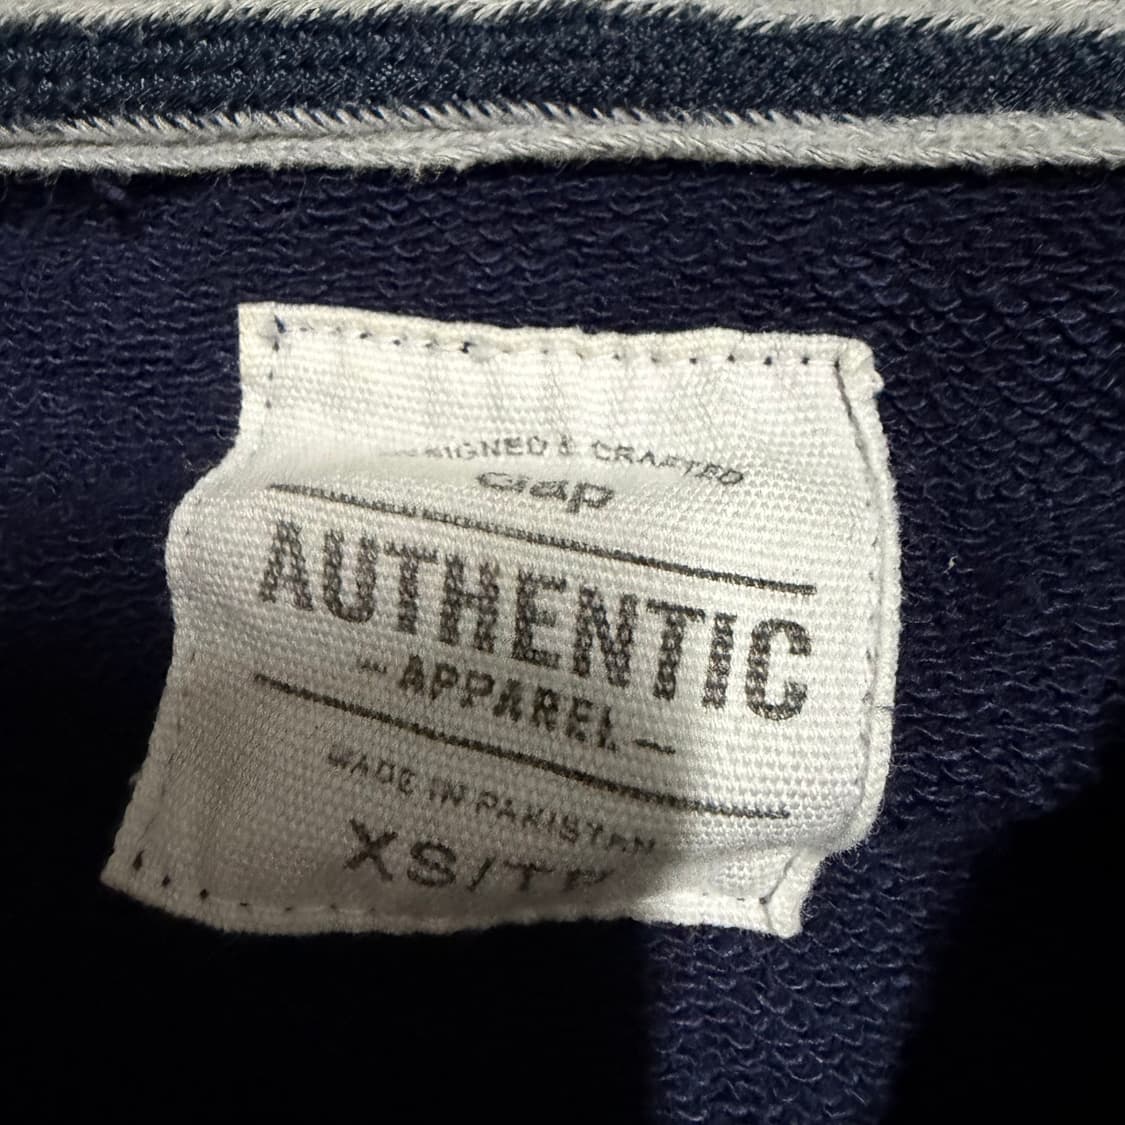 & CRAFTED
Gap
AUTHENTIC
– APPAREL –
MADE IN PAKISTAN
XS/TP